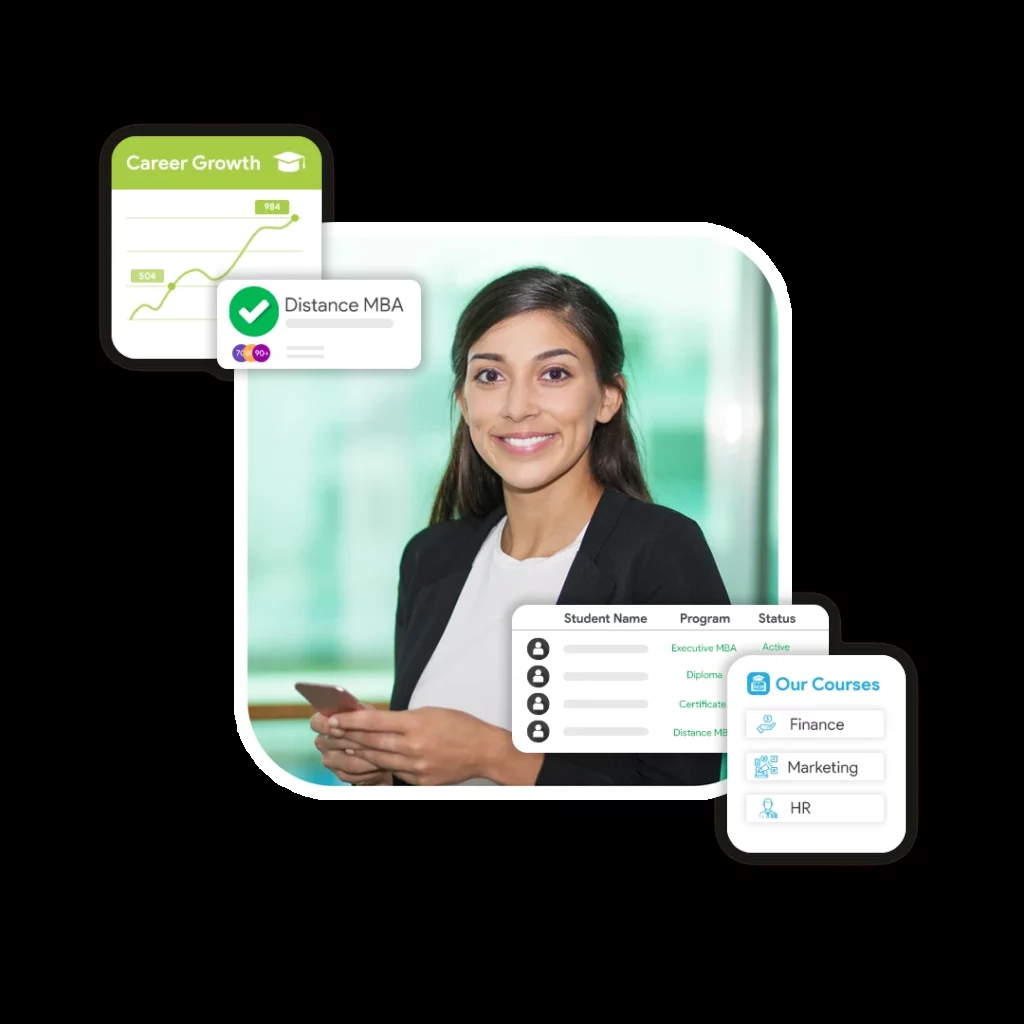 Career Growth
984
504
Distance MBA
90+
Student Name Program Status
Executive MBA Active
Diploma
Certificate
Distance MB
Our Courses
Finance
Marketing
HR